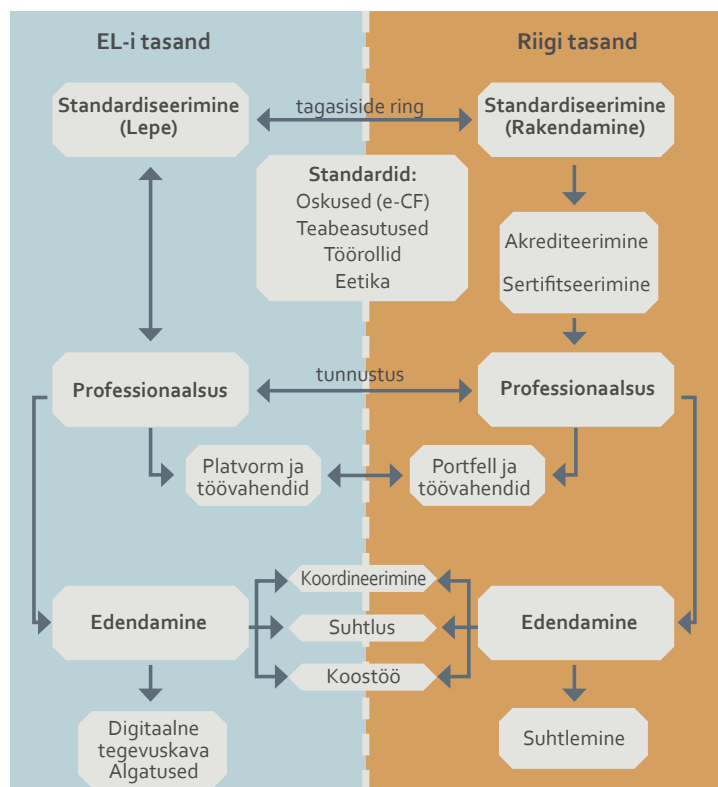 EL-i tasand
Riigi tasand
Standardiseerimine
(Lepe)
tagasiside ring
Standardiseerimine
(Rakendamine)
Standardid:
Oskused (e-CF)
Teabeasutused
Töörollid
Eetika
Akrediteerimine
Sertifitseerimine
Professionaalsus
tunnustus
Professionaalsus
Platvorm ja
töövahendid
Portfell ja
töövahendid
Koordineerimine
Edendamine
Suhtlus
Edendamine
Koostöö
Digitaalne
tegevuskava
Algatused
Suhtlemine